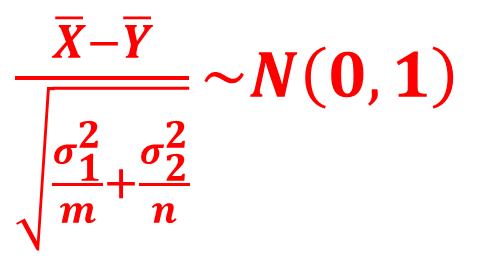 X̄−Ȳ / √(σ₁²/m + σ₂²/n) ~ N(0, 1)